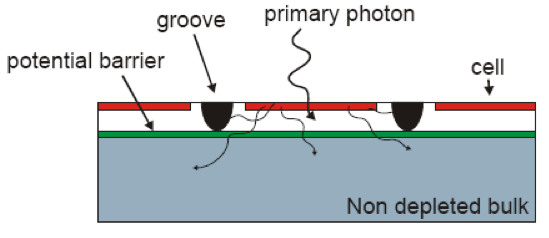 groove
primary photon
potential barrier
cell
Non depleted bulk